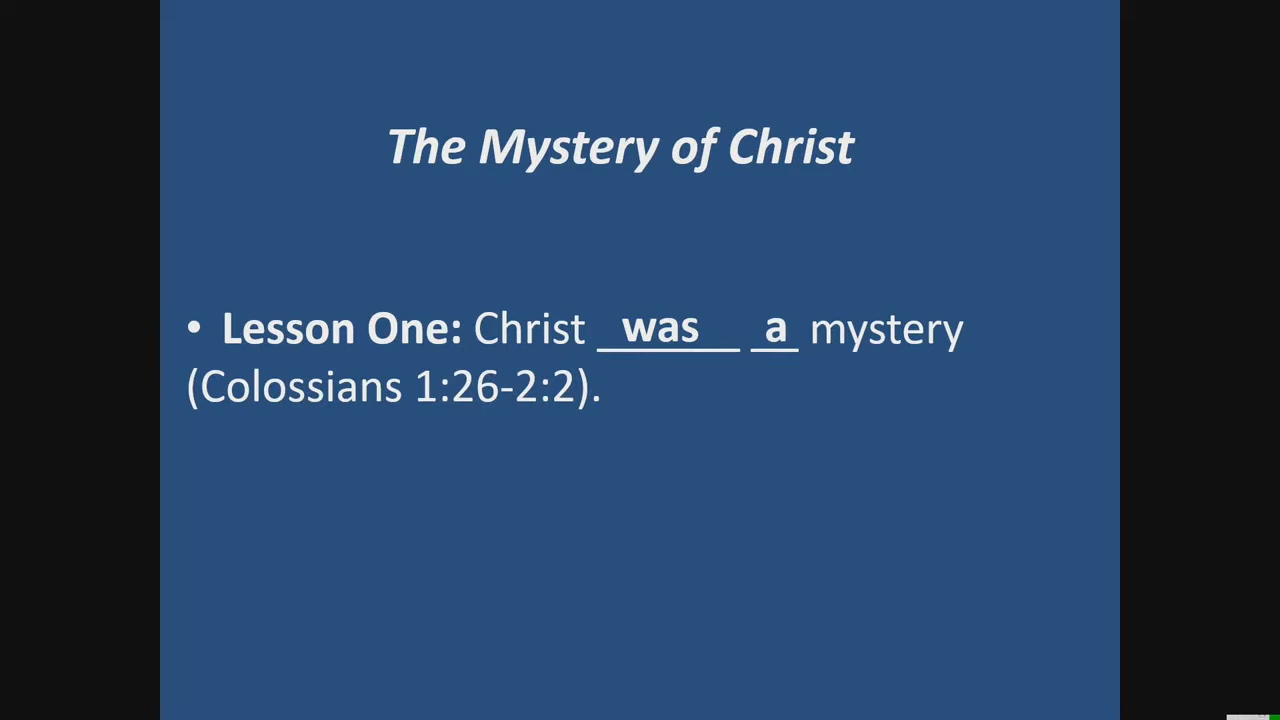 The Mystery of Christ
• Lesson One: Christ was a mystery
(Colossians 1:26-2:2).